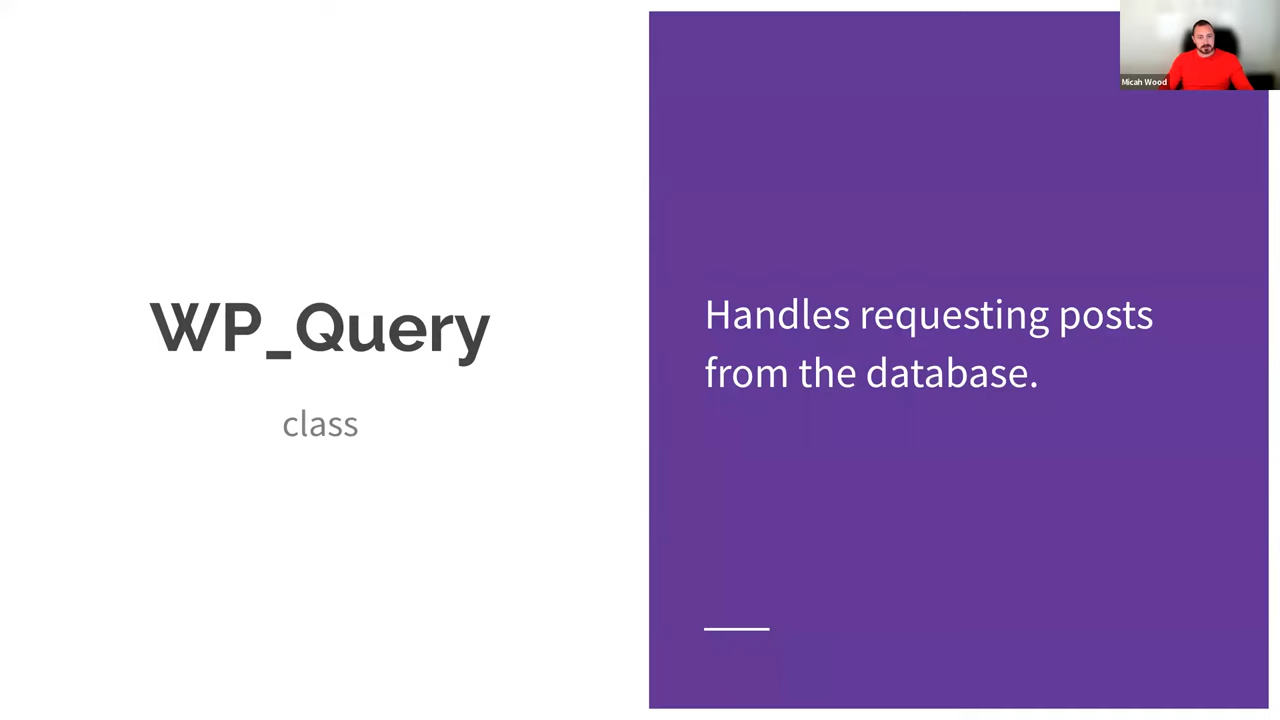 WP_Query
class
Handles requesting posts
from the database.
Micah Wood